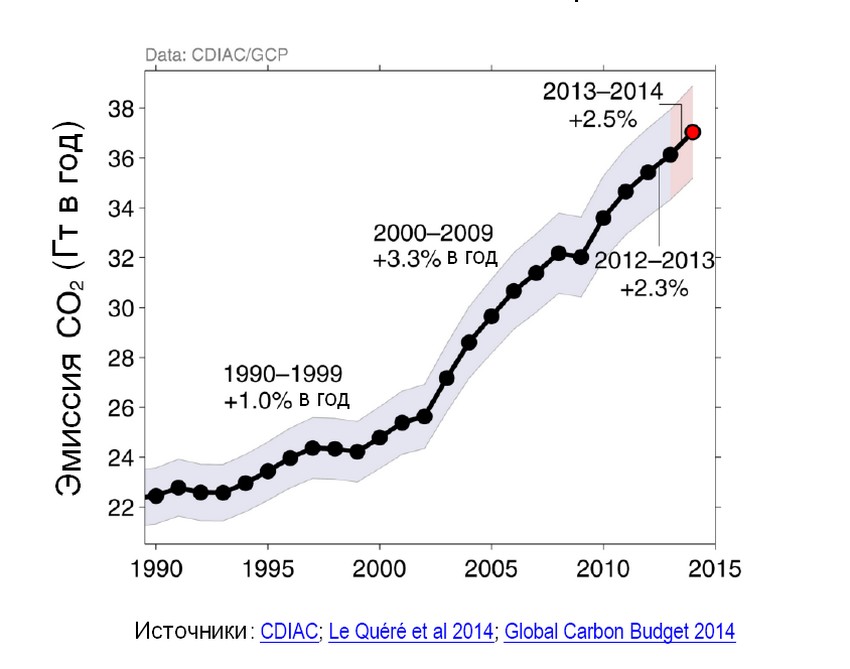 Data: CDIAC/GCP
2013–2014
+2.5%
38
36
34
2000–2009
+3.3% в год
32
2012–2013
+2.3%
30
28
1990–1999
+1.0% в год
26
24
22
Эмиссия CO₂ (Гт в год)
1990 1995 2000 2005 2010 2015
Источники: CDIAC; Le Quéré et al 2014; Global Carbon Budget 2014